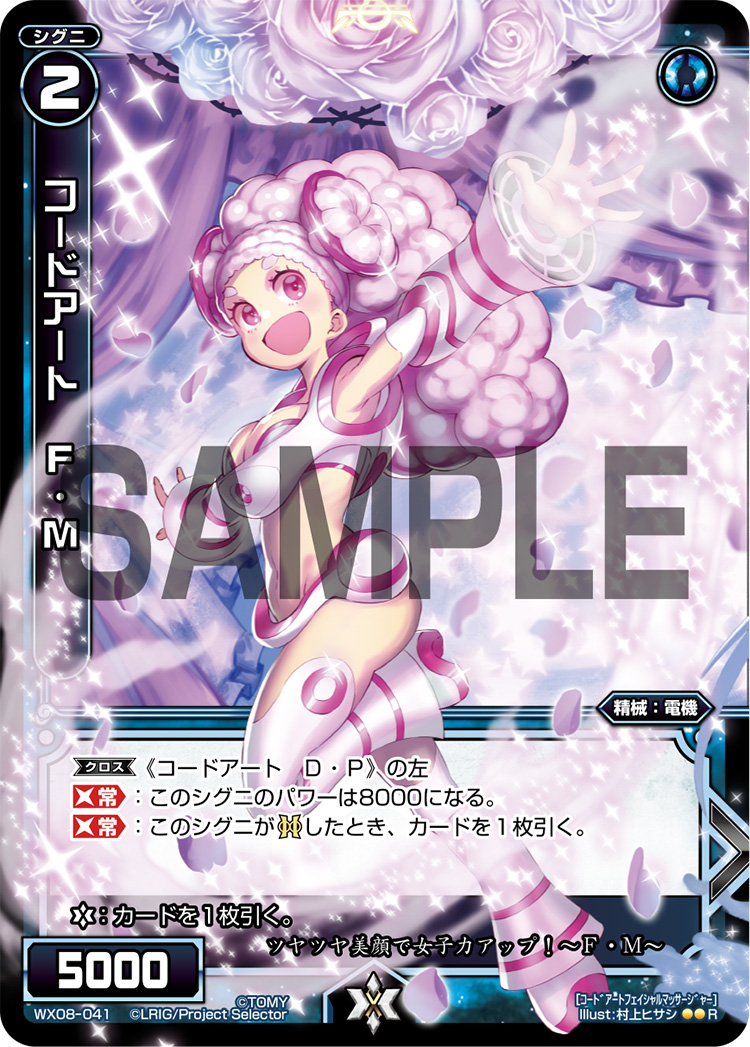 シグニ
2
コードアート F・M
SAMPLE
精械：電機
クロス 《コードアート D・P》の左
常：このシグニのパワーは8000になる。
常：このシグニが したとき、カードを1枚引く。
：カードを1枚引く。
ツヤツヤ美顔で女子力アップ！～F・M～
5000
WX08-041 ©TOMY ©LRIG/Project Selector
[コードアートフェイシャルマッサージャー]
Illust:村上ヒサシ R